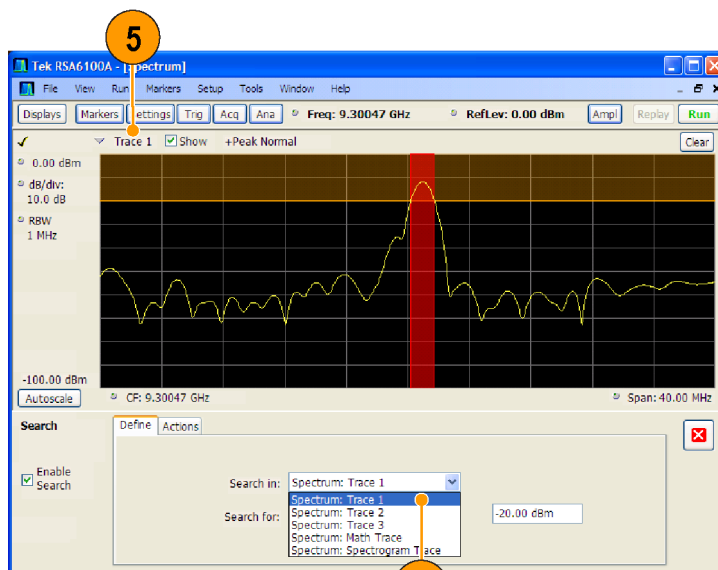 5
Tek RSA6100A - [Spectrum]
File View Run Markers Setup Tools Window Help
Displays Markers Settings Trig Acq Ana Freq: 9.30047 GHz RefLev: 0.00 dBm Ampl Replay Run
Trace 1 Show +Peak Normal Clear
0.00 dBm
dB/div:
10.0 dB
RBW
1 MHz
-100.00 dBm
Autoscale CF: 9.30047 GHz Span: 40.00 MHz
Search Define Actions
Enable
Search
Search in: Spectrum: Trace 1
Spectrum: Trace 1
Spectrum: Trace 2
Search for: -20.00 dBm
Spectrum: Trace 3
Spectrum: Math Trace
Spectrum: Spectrogram Trace